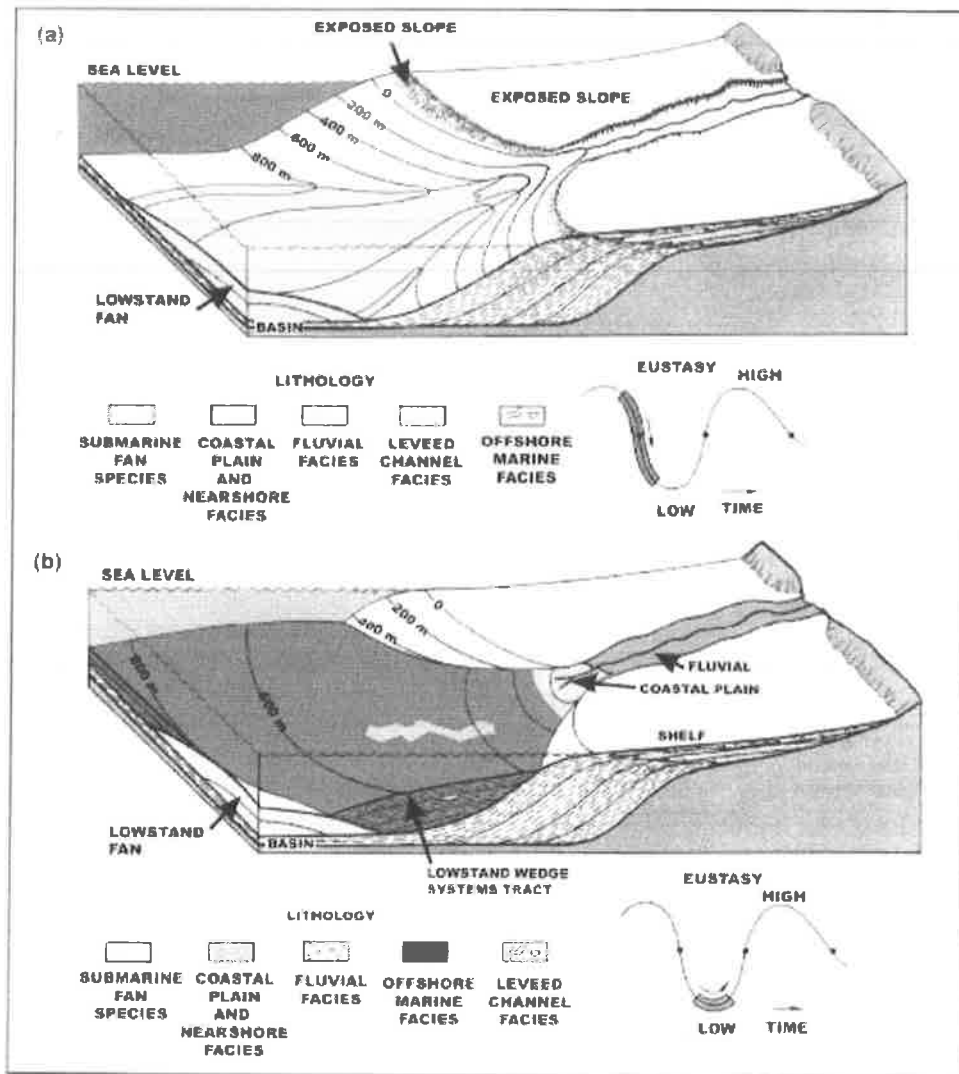 (a)
EXPOSED SLOPE
SEA LEVEL
EXPOSED SLOPE
0
200 m
400 m
600 m
800 m
LOWSTAND
FAN
BASIN
LITHOLOGY
EUSTASY
HIGH
SUBMARINE
FAN
SPECIES
COASTAL
PLAIN
AND
NEARSHORE
FACIES
FLUVIAL
FACIES
LEVEED
CHANNEL
FACIES
OFFSHORE
MARINE
FACIES
LOW
TIME
(b)
SEA LEVEL
0
200 m
400 m
600 m
800 m
FLUVIAL
COASTAL PLAIN
SHELF
LOWSTAND
FAN
BASIN
LOWSTAND WEDGE
SYSTEMS TRACT
EUSTASY
HIGH
LITHOLOGY
SUBMARINE
FAN
SPECIES
COASTAL
PLAIN
AND
NEARSHORE
FACIES
FLUVIAL
FACIES
OFFSHORE
MARINE
FACIES
LEVEED
CHANNEL
FACIES
LOW
TIME